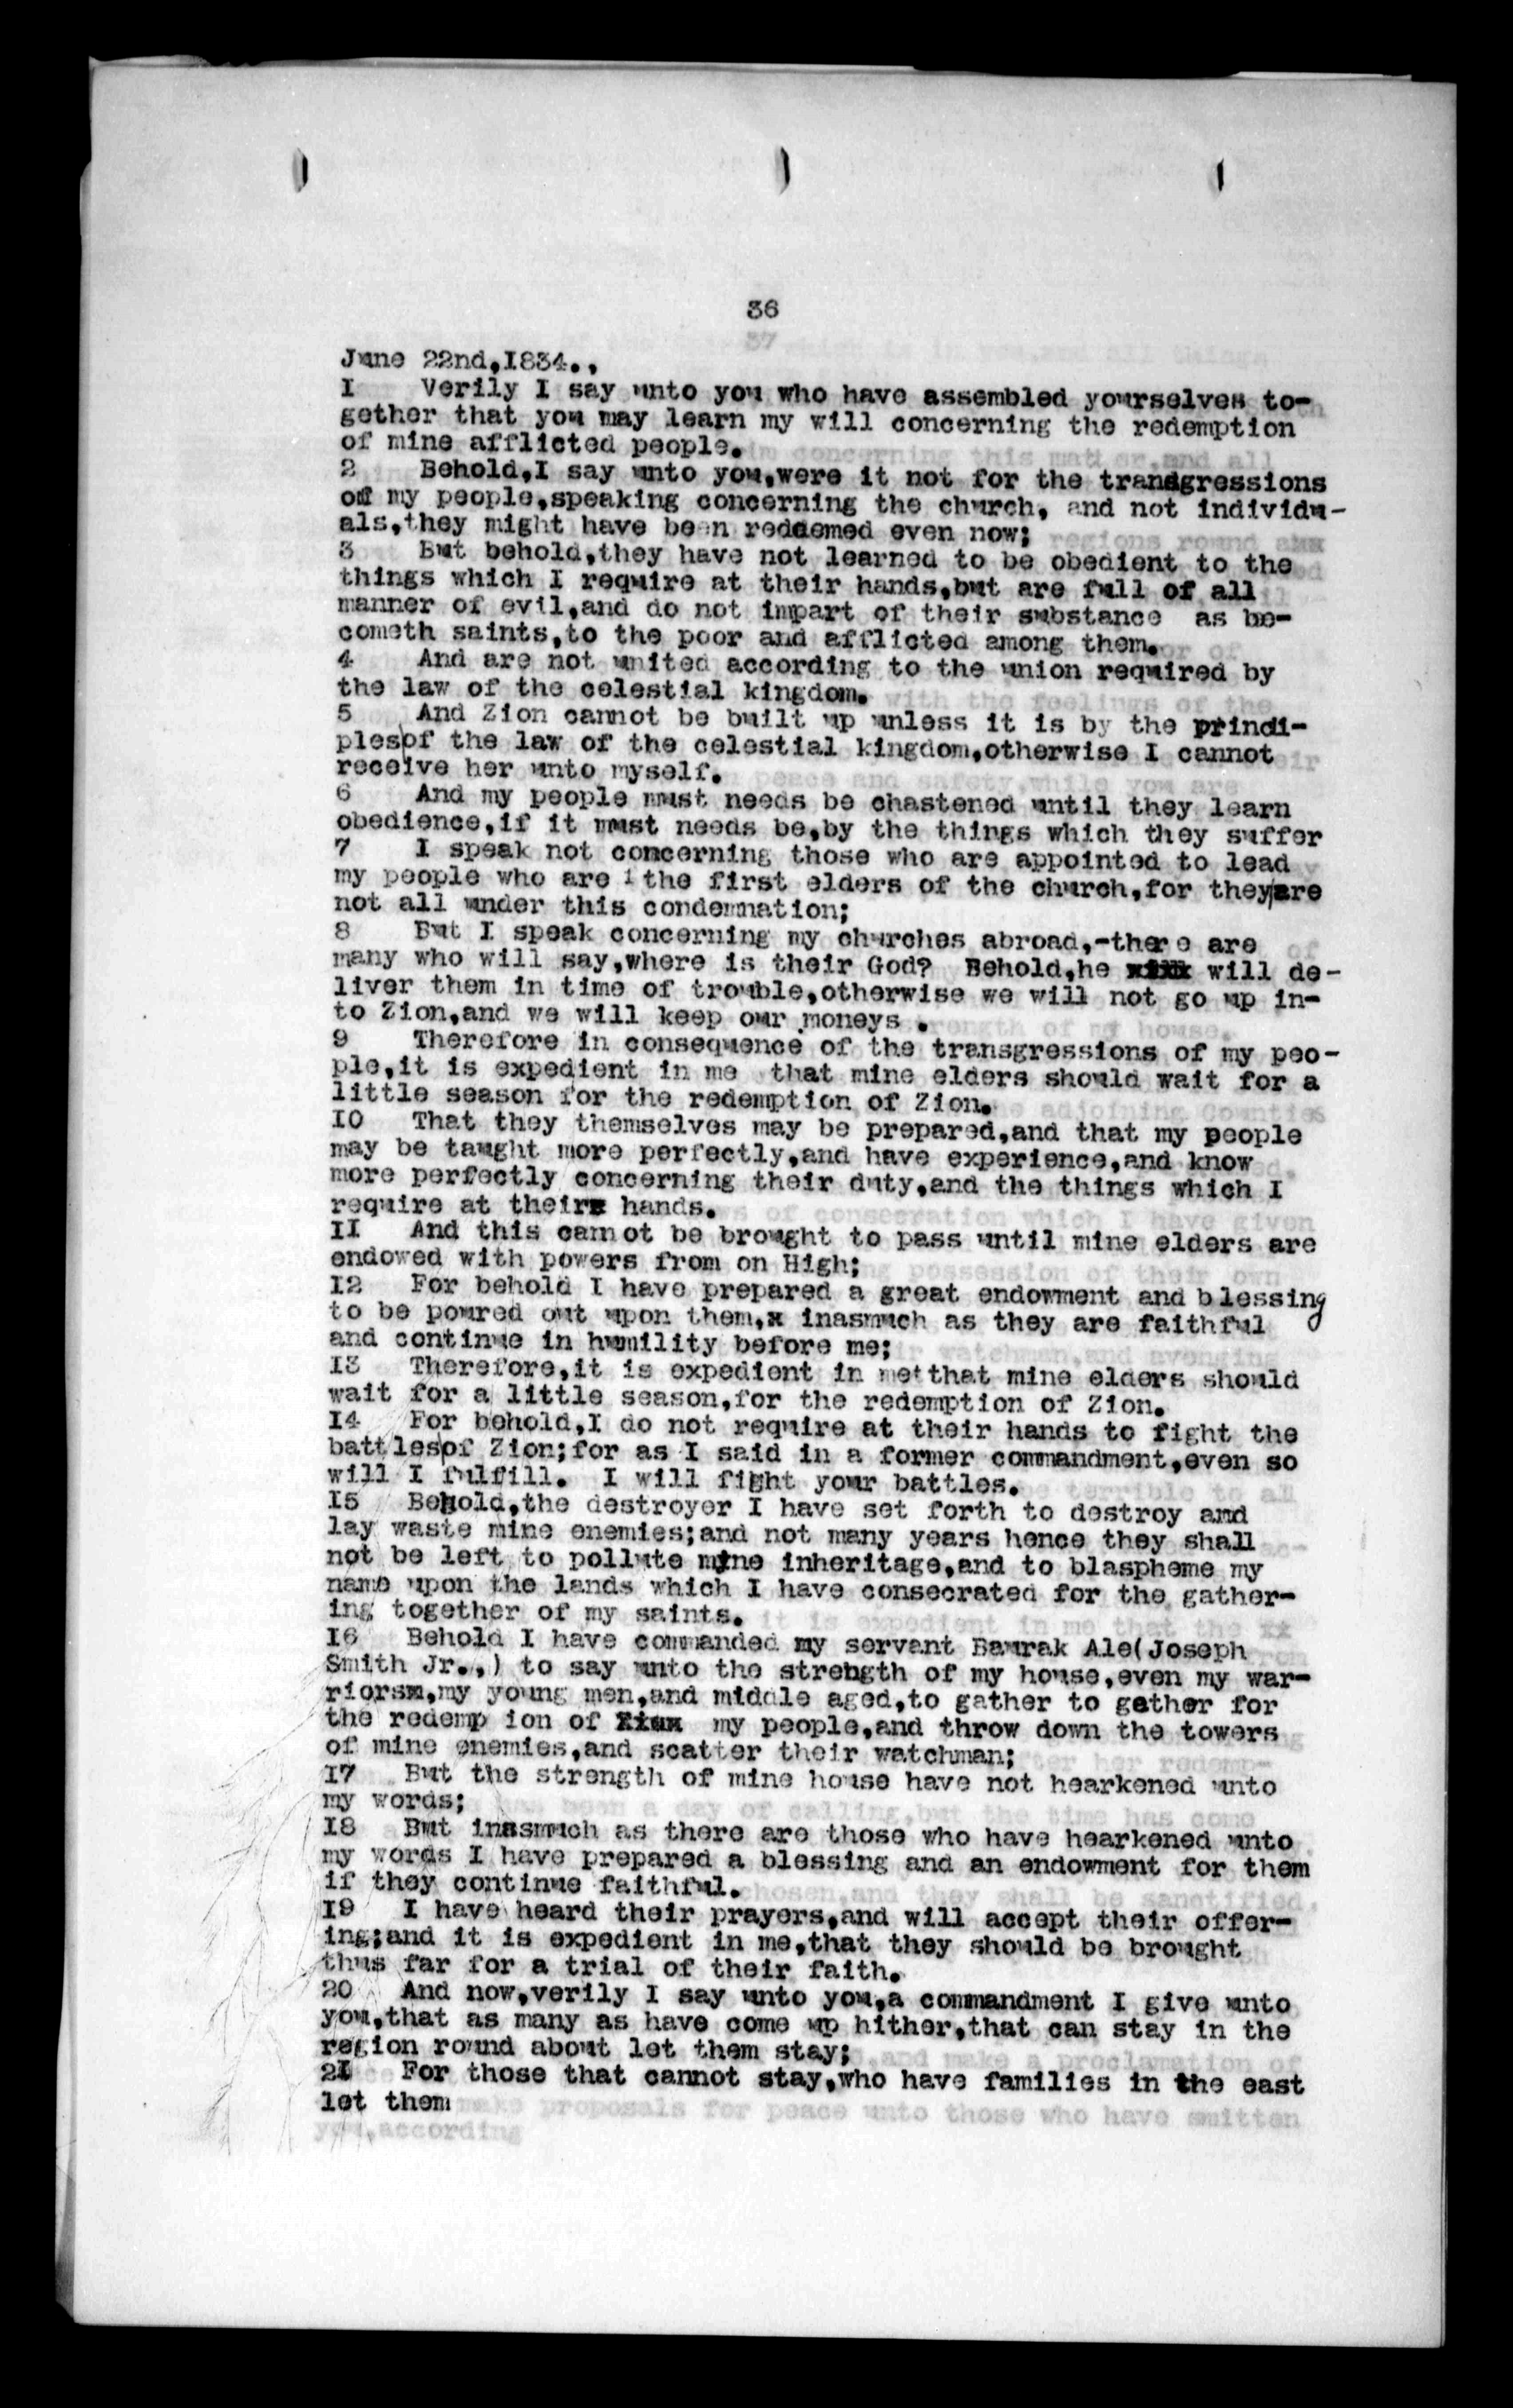 36
37
June 22nd,I834.,
I Verily I say unto you who have assembled yourselves to-
gether that you may learn my will concerning the redemption
of mine afflicted people.
2 Behold,I say unto you,were it not for the trandgressions
of my people,speaking concerning the church, and not individu-
als,they might have been reddemed even now;
3 But behold,they have not learned to be obedient to the
things which I require at their hands,but are full of all
manner of evil,and do not impart of their substance as be-
cometh saints,to the poor and afflicted among them.
4 And are not united according to the union required by
the law of the celestial kingdom.
5 And Zion cannot be built up unless it is by the prindi-
ples|of the law of the celestial kingdom,otherwise I cannot
receive her unto myself.
6 And my people must needs be chastened until they learn
obedience,if it must needs be,by the things which they suffer
7 I speak not concerning those who are appointed to lead
my people who are i the first elders of the church,for they|are
not all under this condemnation;
8 But I speak concerning my churches abroad,-there are
many who will say,where is their God? Behold,he will will de-
liver them in time of trouble,otherwise we will not go up in-
to Zion,and we will keep our moneys .
9 Therefore in consequence of the transgressions of my peo-
ple,it is expedient in me that mine elders should wait for a
little season for the redemption of Zion.
IO That they themselves may be prepared,and that my people
may be taught more perfectly,and have experience,and know
more perfectly concerning their duty,and the things which I
require at theirx hands.
II And this cannot be brought to pass until mine elders are
endowed with powers from on High;
I2 For behold I have prepared a great endowment and blessing
to be poured out upon them,x inasmuch as they are faithful
and continue in humility before me;
I3 Therefore,it is expedient in me that mine elders should
wait for a little season,for the redemption of Zion.
I4 For behold,I do not require at their hands to fight the
battles|of Zion;for as I said in a former commandment,even so
will I fulfill. I will fight your battles.
I5 Behold,the destroyer I have set forth to destroy and
lay waste mine enemies;and not many years hence they shall
not be left to pollute mine inheritage,and to blaspheme my
name upon the lands which I have consecrated for the gather-
ing together of my saints.
I6 Behold I have commanded my servant Baurak Ale(Joseph
Smith Jr.,) to say unto the strehgth of my house,even my war-
riorsm,my young men,and middle aged,to gather to gether for
the redemp ion of Zion my people,and throw down the towers
of mine enemies,and scatter their watchman;
I7 But the strength of mine house have not hearkened unto
my words;
I8 But inasmuch as there are those who have hearkened unto
my words I have prepared a blessing and an endowment for them
if they continue faithful.
I9 I have heard their prayers,and will accept their offer-
ing;and it is expedient in me,that they should be brought
thus far for a trial of their faith.
20 And now,verily I say unto you,a commandment I give unto
you,that as many as have come up hither,that can stay in the
region round about let them stay;
2I For those that cannot stay,who have families in the east
let them